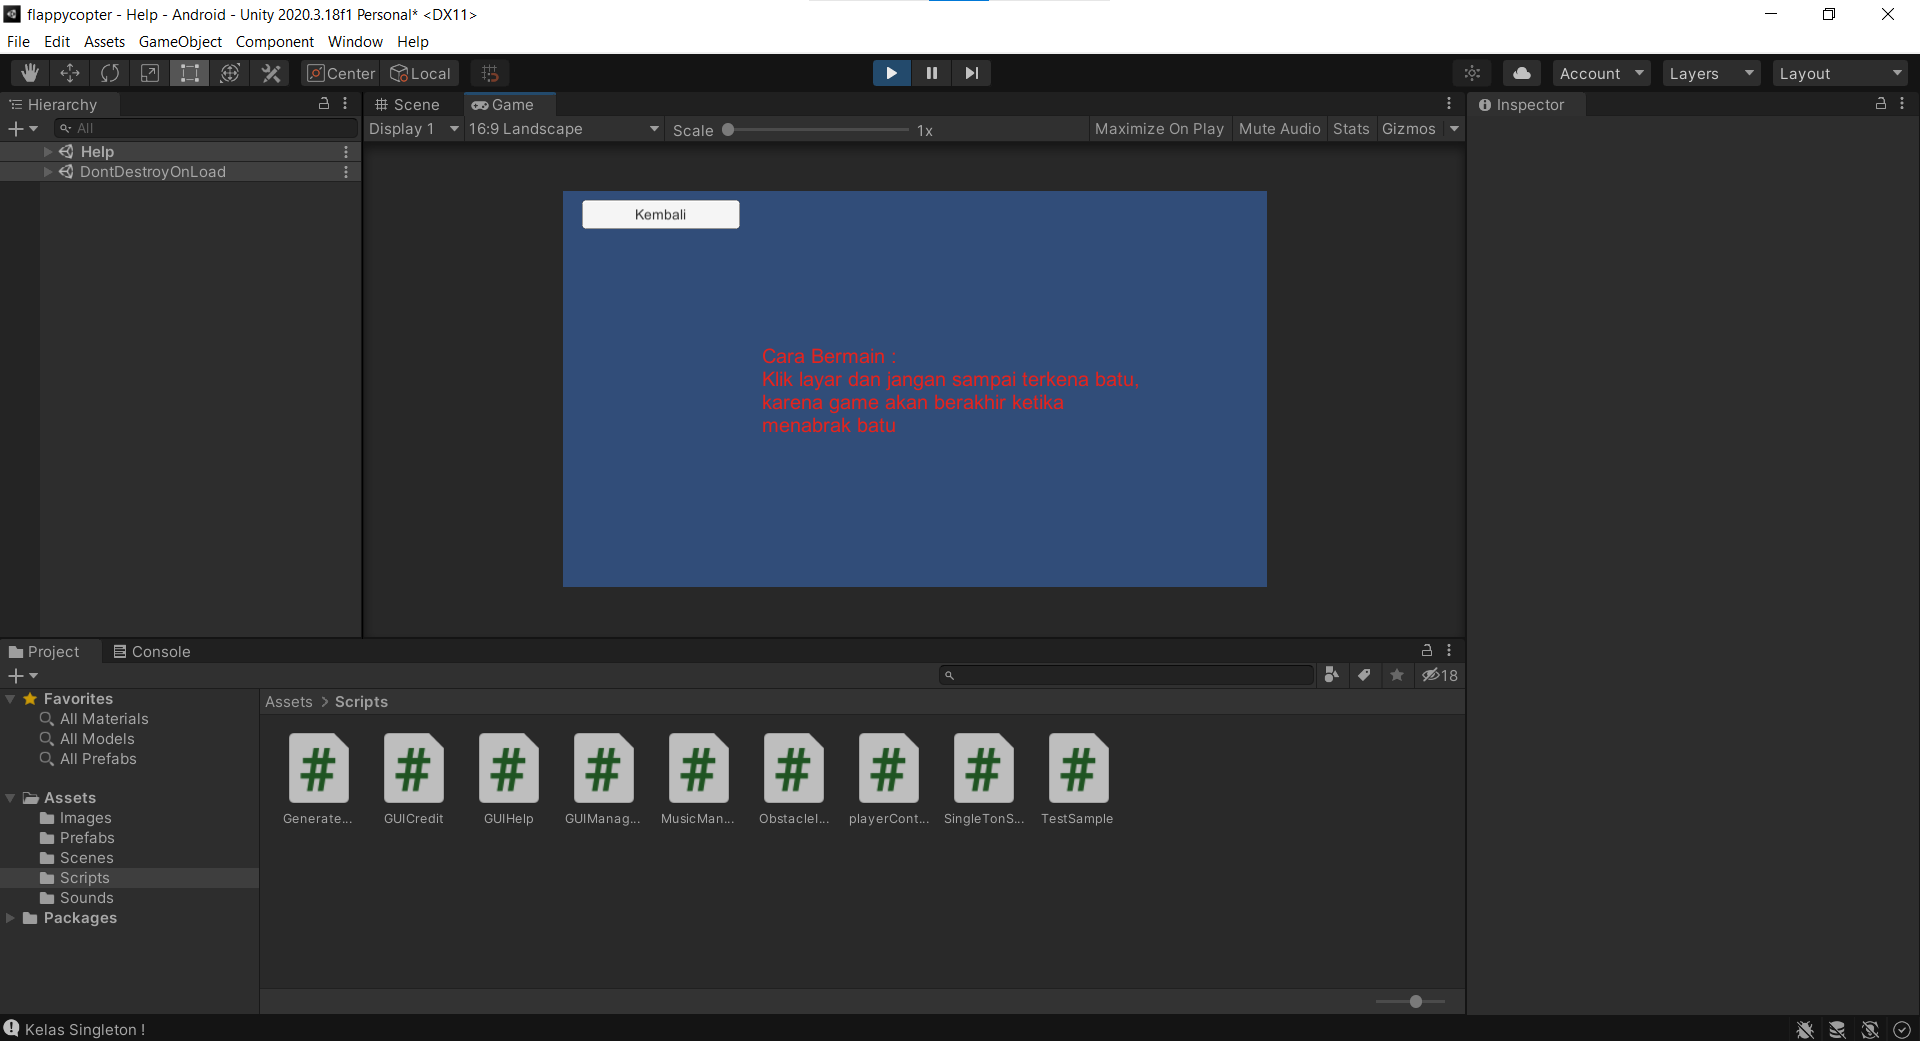 flappycopter - Help - Android - Unity 2020.3.18f1 Personal* <DX11>
File Edit Assets GameObject Component Window Help
Center Local Account Layers Layout
Hierarchy
All
Help
DontDestroyOnLoad
Scene Game
Display 1 16:9 Landscape Scale 1x Maximize On Play Mute Audio Stats Gizmos
Kembali
Cara Bermain :
Klik layar dan jangan sampai terkena batu,
karena game akan berakhir ketika
menabrak batu
Inspector
Project Console
18
Favorites
All Materials
All Models
All Prefabs
Assets
Images
Prefabs
Scenes
Scripts
Sounds
Packages
Assets > Scripts
Generate... GUICredit GUIHelp GUIManag... MusicMan... ObstacleI... playerCont... SingleTonS... TestSample
Kelas Singleton !